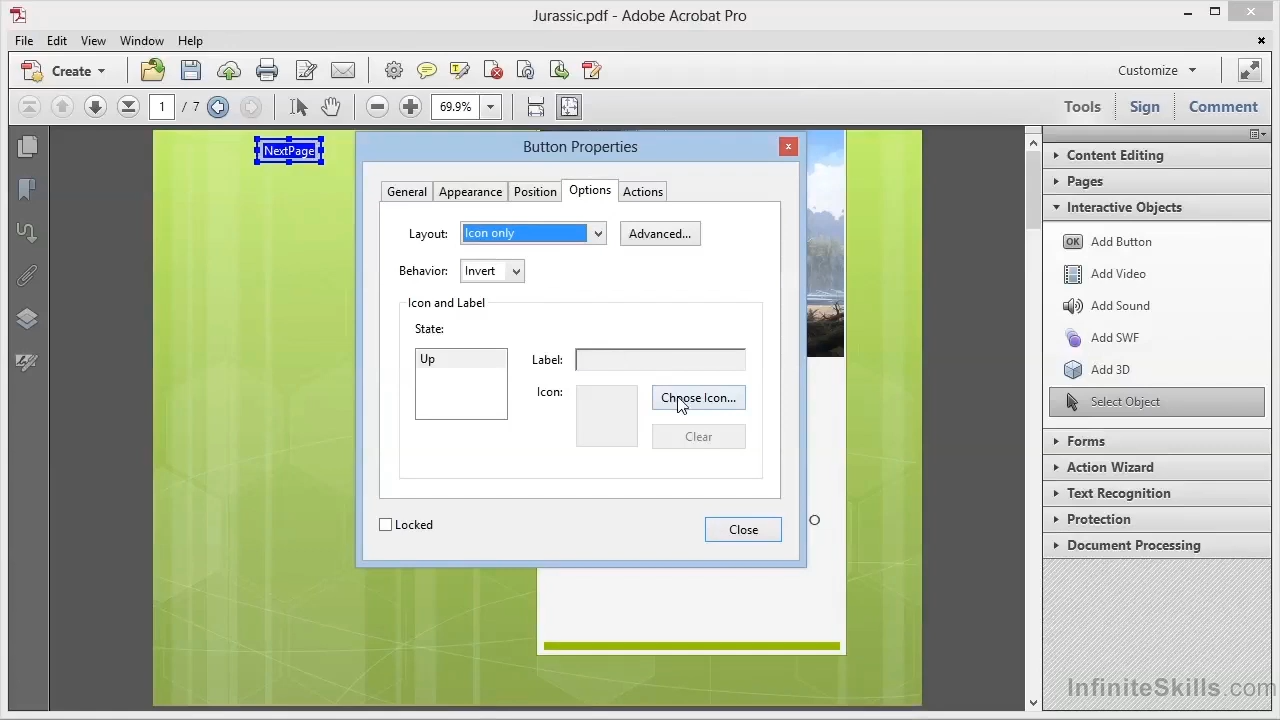 Jurassic.pdf - Adobe Acrobat Pro
File Edit View Window Help
Create Customize
1 / 7 69.9% Tools Sign Comment
NextPage
Button Properties
General Appearance Position Options Actions
Layout: Icon only Advanced...
Behavior: Invert
Icon and Label
State:
Up
Label:
Icon: Choose Icon...
Clear
Locked
Close
Content Editing
Pages
Interactive Objects
OK Add Button
Add Video
Add Sound
Add SWF
Add 3D
Select Object
Forms
Action Wizard
Text Recognition
Protection
Document Processing
InfiniteSkills.com